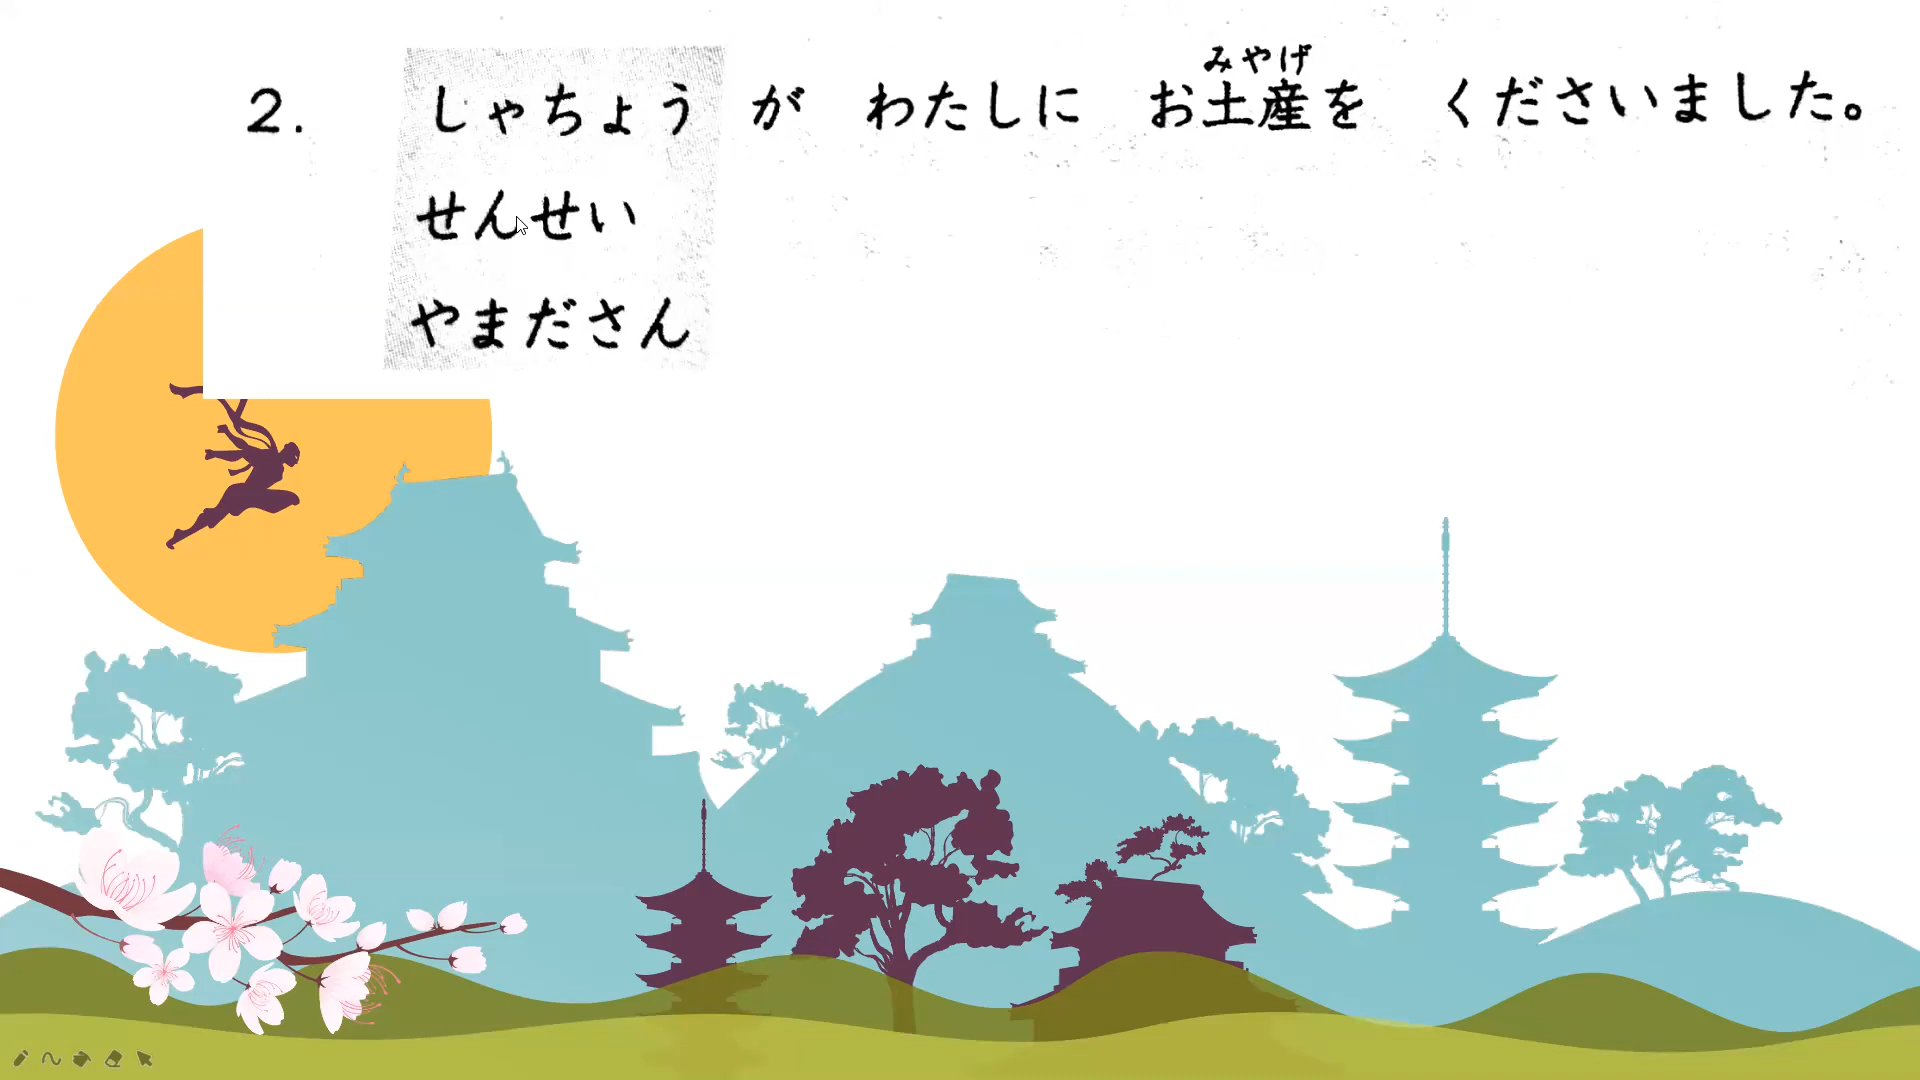 みやげ
2. しゃちょう が わたしに お土産を くださいました。
せんせい
やまださん